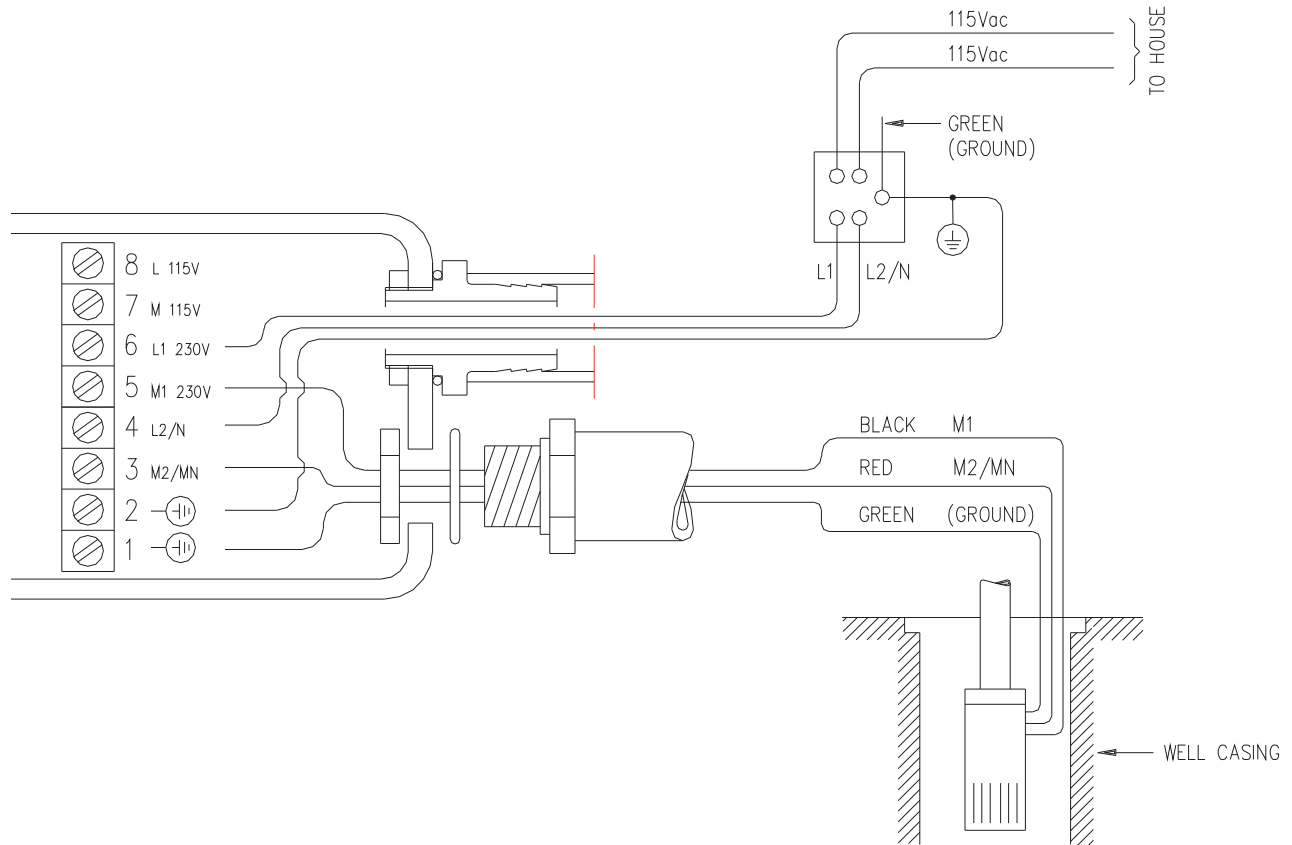 115Vac
115Vac
TO HOUSE
GREEN
(GROUND)
L1 L2/N
8 L 115V
7 M 115V
6 L1 230V
5 M1 230V
4 L2/N
3 M2/MN
2
1
BLACK M1
RED M2/MN
GREEN (GROUND)
WELL CASING